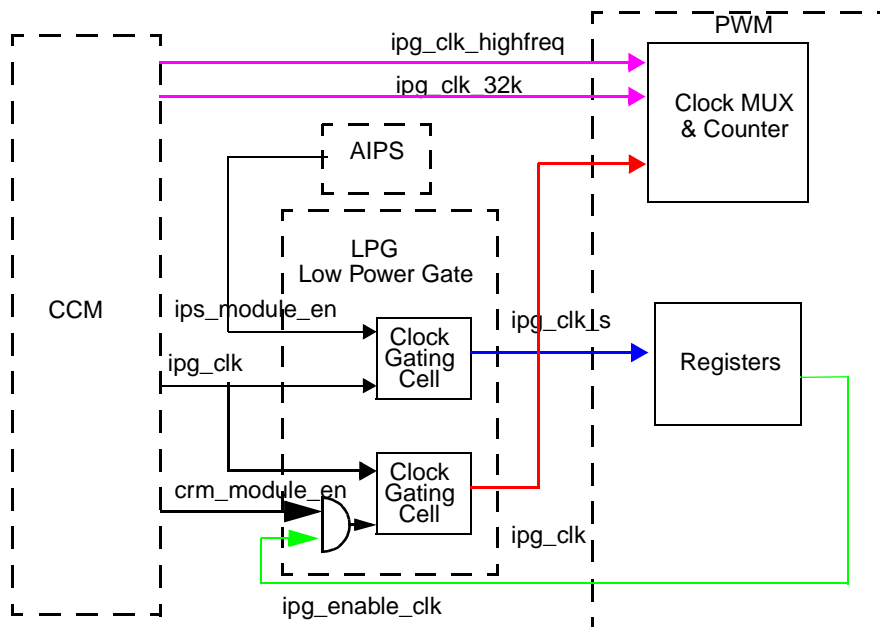 PWM
ipg_clk_highfreq
ipg_clk_32k
Clock MUX
& Counter
AIPS
LPG
Low Power Gate
CCM
ips_module_en
ipg_clk_s
Clock
Gating
Cell
ipg_clk
Registers
Clock
Gating
Cell
crm_module_en
ipg_clk
ipg_enable_clk